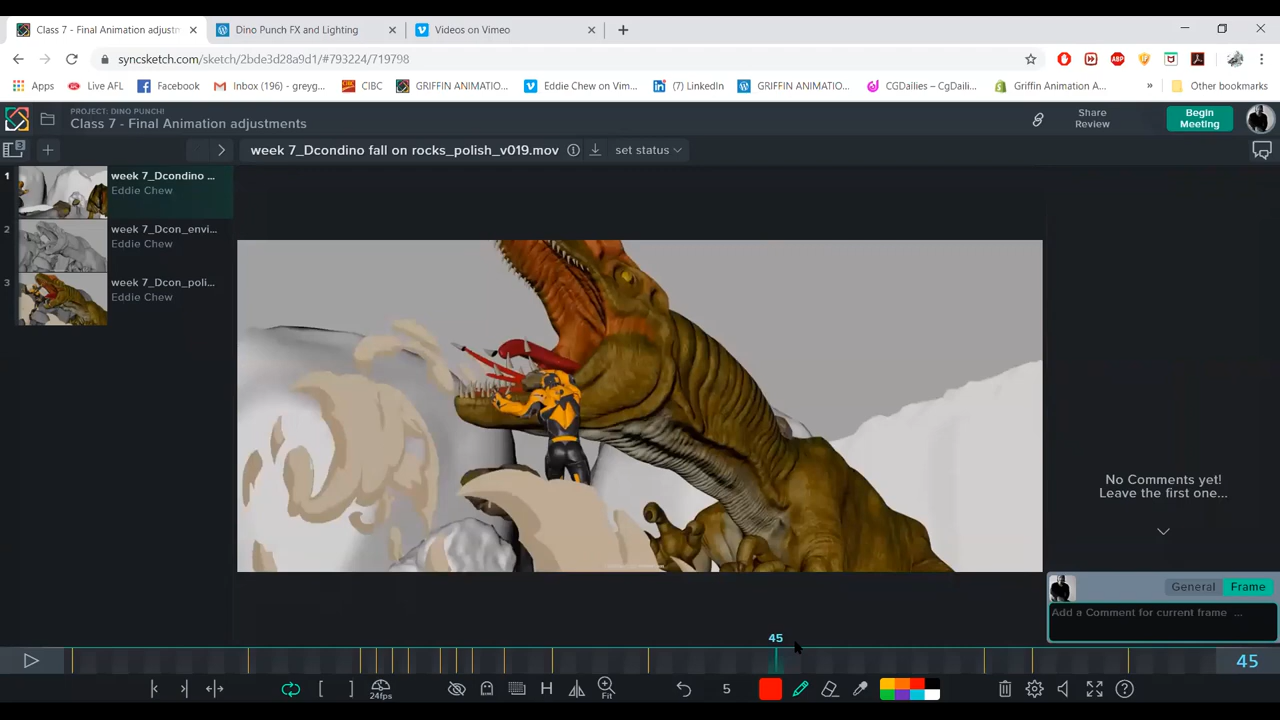 Class 7 - Final Animation adjustm
Dino Punch FX and Lighting
Videos on Vimeo
syncsketch.com/sketch/2bde3d28a9d1/#793224/719798
Apps
Live AFL
Facebook
Inbox (196) - greyg...
CIBC
GRIFFIN ANIMATIO...
Eddie Chew on Vim...
(7) LinkedIn
GRIFFIN ANIMATIO...
CGDailies – CgDaili...
Griffin Animation A...
»
Other bookmarks
PROJECT: DINO PUNCH!
Class 7 - Final Animation adjustments
Share
Review
Begin
Meeting
3
week 7_Dcondino fall on rocks_polish_v019.mov
set status
1
week 7_Dcondino ...
Eddie Chew
2
week 7_Dcon_envi...
Eddie Chew
3
week 7_Dcon_poli...
Eddie Chew
No Comments yet!
Leave the first one...
General
Frame
Add a Comment for current frame ...
45
45
[
]
24fps
H
Fit
5